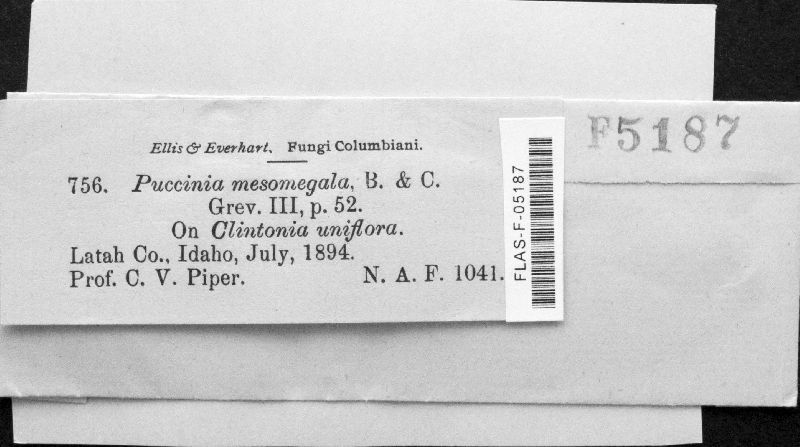 Ellis & Everhart, Fungi Columbiani.
756. Puccinia mesomegala, B. & C.
Grev. III, p. 52.
On Clintonia uniflora.
Latah Co., Idaho, July, 1894.
Prof. C. V. Piper. N. A. F. 1041.
FLAS-F-05187
F5187